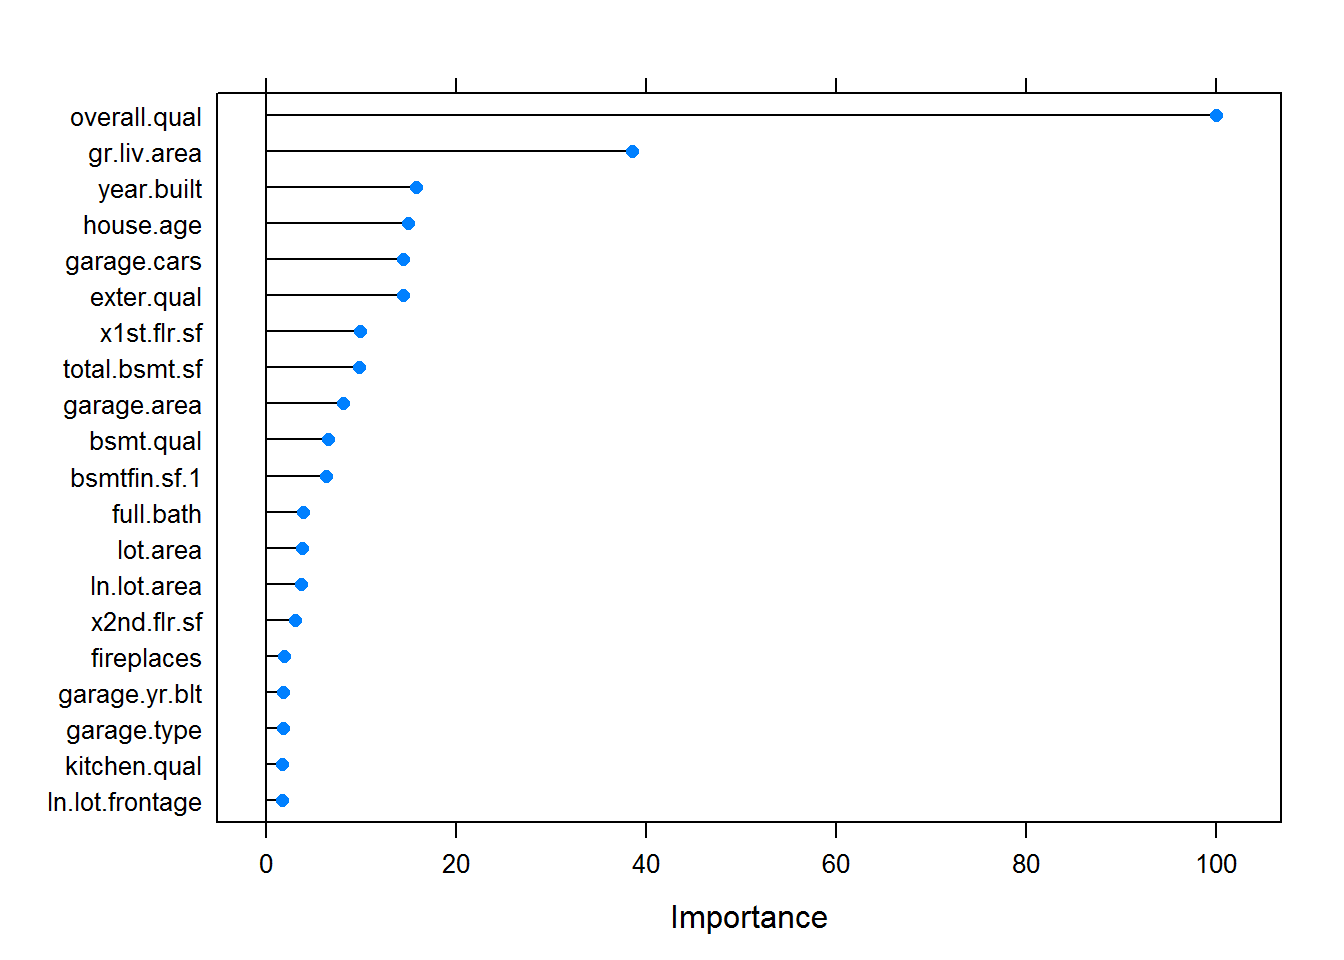 overall.qual
gr.liv.area
year.built
house.age
garage.cars
exter.qual
x1st.flr.sf
total.bsmt.sf
garage.area
bsmt.qual
bsmtfin.sf.1
full.bath
lot.area
ln.lot.area
x2nd.flr.sf
fireplaces
garage.yr.blt
garage.type
kitchen.qual
ln.lot.frontage
0 20 40 60 80 100
Importance